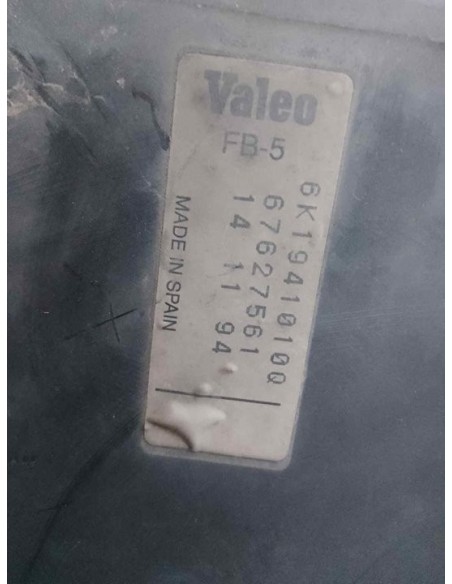 Valeo
FB-5
6K1941010Q
67627561
14 11 94
MADE IN SPAIN